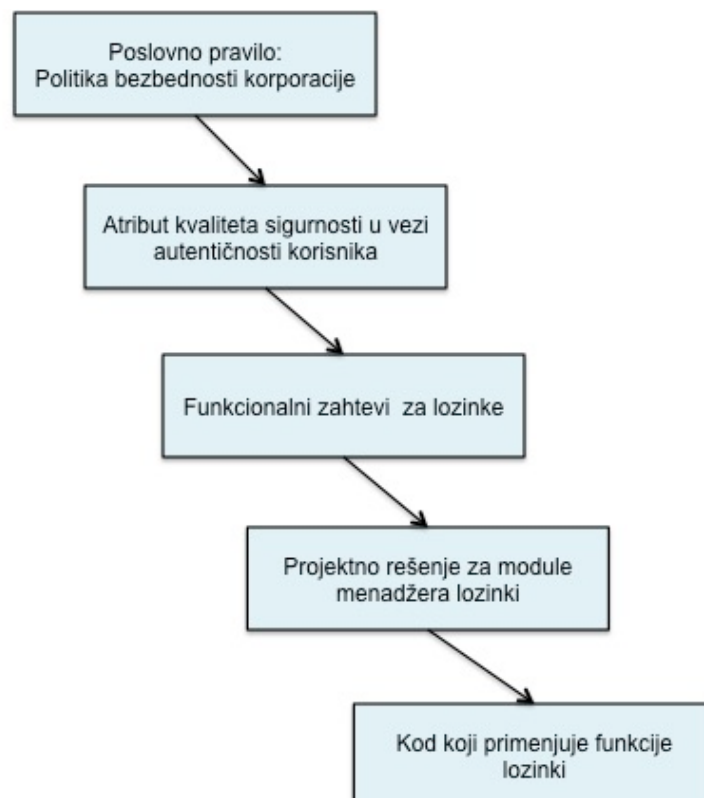 Poslovno pravilo:
Politika bezbednosti korporacije
Atribut kvaliteta sigurnosti u vezi
autentičnosti korisnika
Funkcionalni zahtevi za lozinke
Projektno rešenje za module
menadžera lozinki
Kod koji primenjuje funkcije
lozinki